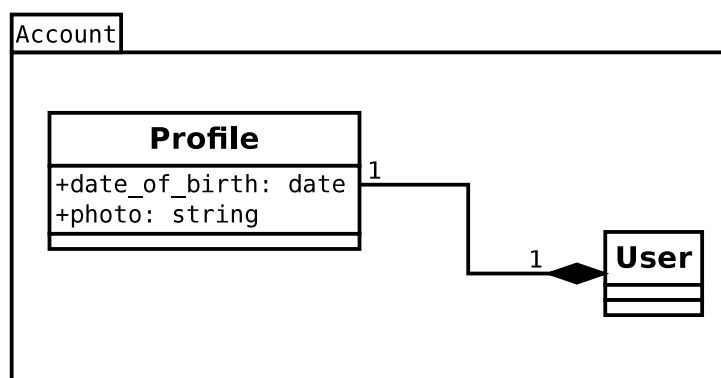 Account
Profile
+date_of_birth: date
+photo: string
1
1
User